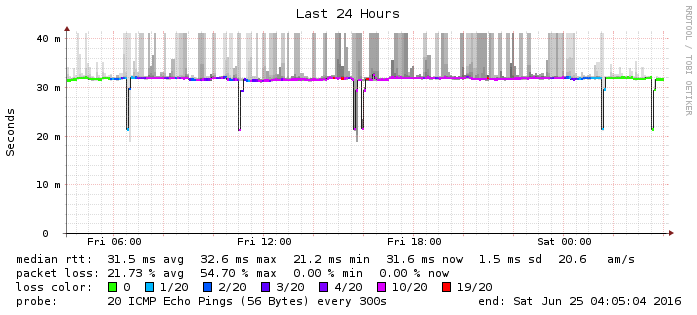 Last 24 Hours
RRDTOOL / TOBI OETIKER
Seconds
40 m
30 m
20 m
10 m
0
Fri 06:00 Fri 12:00 Fri 18:00 Sat 00:00
median rtt: 31.5 ms avg 32.6 ms max 21.2 ms min 31.6 ms now 1.5 ms sd 20.6 am/s
packet loss: 21.73 % avg 54.70 % max 0.00 % min 0.00 % now
loss color: 0 1/20 2/20 3/20 4/20 10/20 19/20
probe: 20 ICMP Echo Pings (56 Bytes) every 300s end: Sat Jun 25 04:05:04 2016